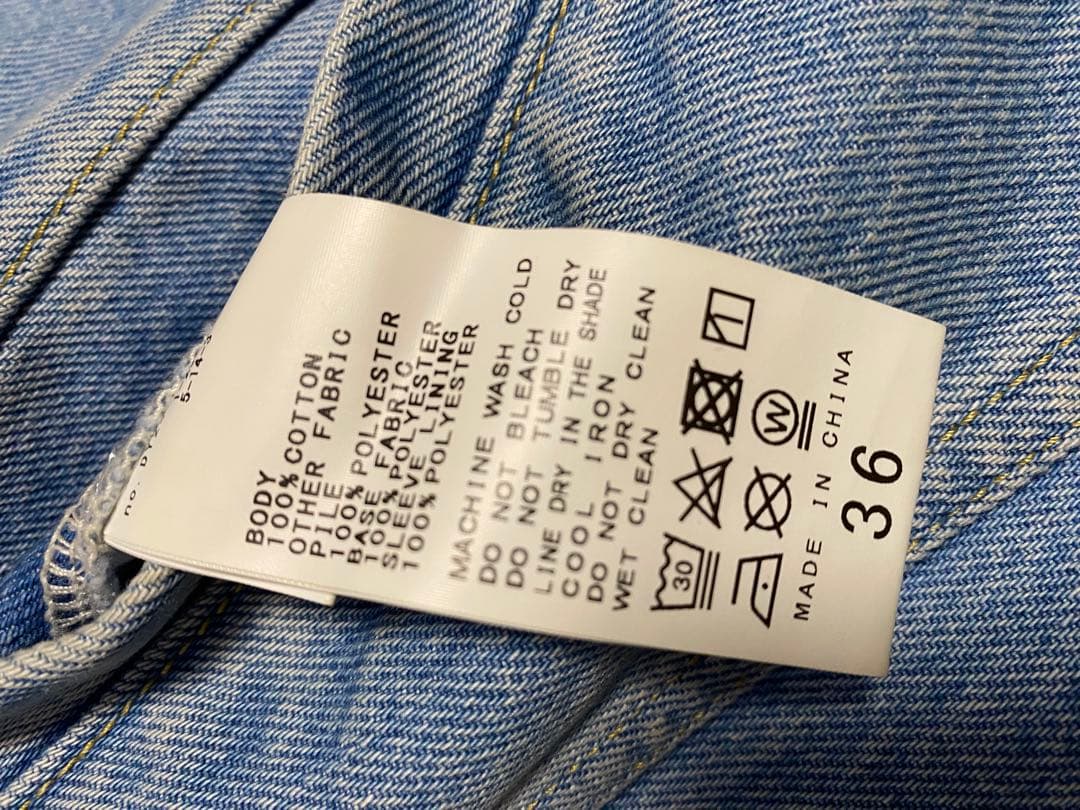 BODY
100% COTTON
OTHER FABRIC
PILE
100% POLYESTER
BASE FABRIC
100% POLYESTER
SLEEVE LINING
100% POLYESTER
MACHINE WASH COLD
DO NOT BLEACH
DO NOT TUMBLE DRY
LINE DRY IN THE SHADE
COOL IRON
DO NOT DRY CLEAN
WET CLEAN
30
W
MADE IN CHINA
36